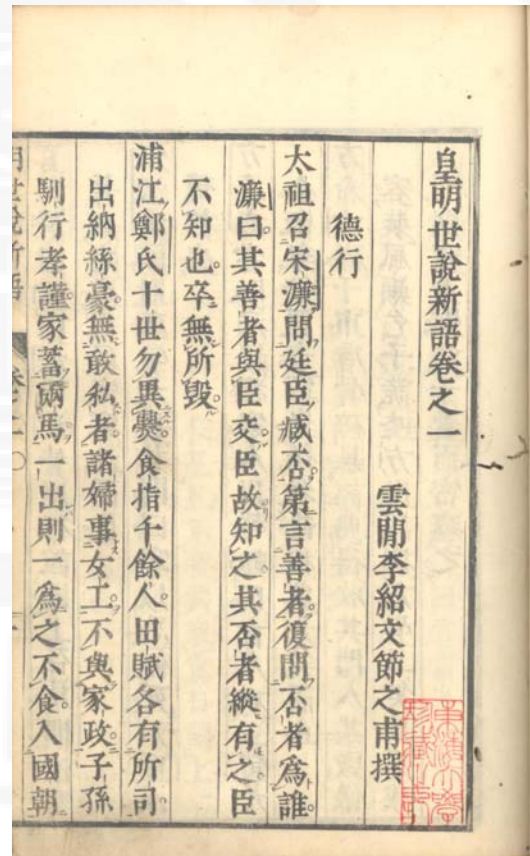 皇明世說新語卷之一
雲間李紹文節之甫撰
德行
太祖召宋濂問廷臣臧否第言善者復問否者爲誰
濂曰其善者與臣交臣故知之其否者縱有之臣
不知也卒無所毀
浦江鄭氏十世勿異爨食指千餘人田賦各有所司
出納絲毫無敢私者諸婦事女工不與家政子孫
馴行孝謹家蓄兩馬一出則一爲之不食入國朝